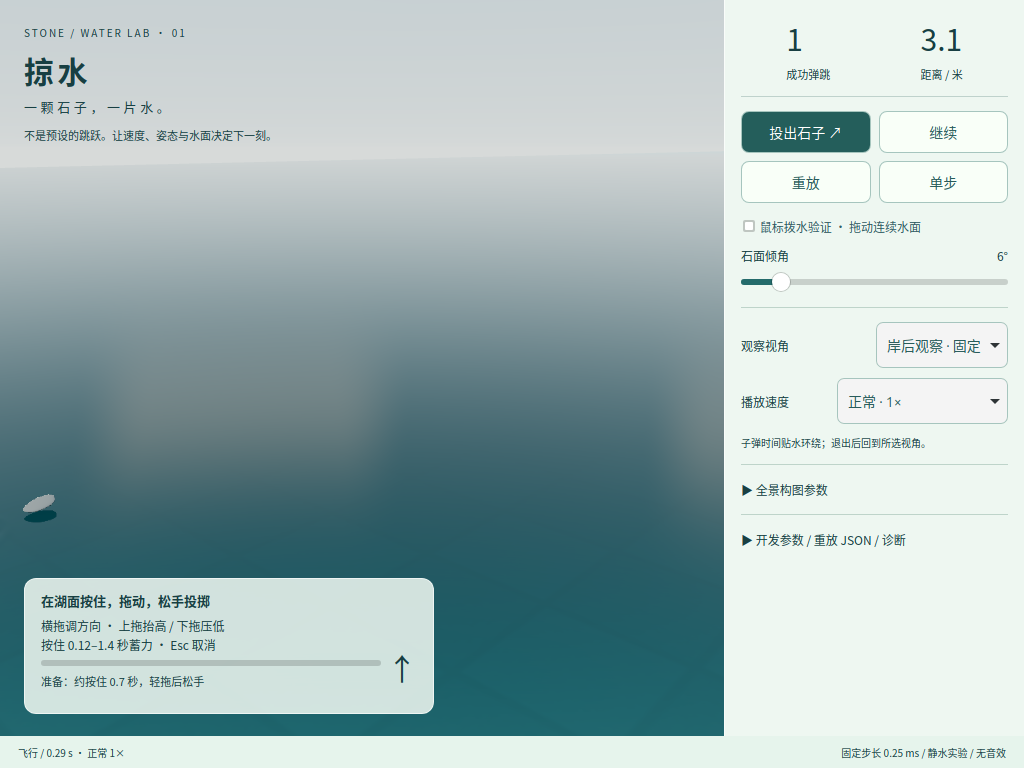 STONE / WATER LAB · 01
掠水
一颗石子，一片水。
不是预设的跳跃。让速度、姿态与水面决定下一刻。
1
成功弹跳
3.1
距离 / 米
投出石子 ↗
继续
重放
单步
鼠标拨水验证 · 拖动连续水面
石面倾角
6°
观察视角
岸后观察 · 固定
播放速度
正常 · 1×
子弹时间贴水环绕；退出后回到所选视角。
▶ 全景构图参数
▶ 开发参数 / 重放 JSON / 诊断
在湖面按住，拖动，松手投掷
横拖调方向 · 上拖抬高 / 下拖压低
按住 0.12–1.4 秒蓄力 · Esc 取消
↑
准备：约按住 0.7 秒，轻拖后松手
飞行 / 0.29 s · 正常 1×
固定步长 0.25 ms / 静水实验 / 无音效